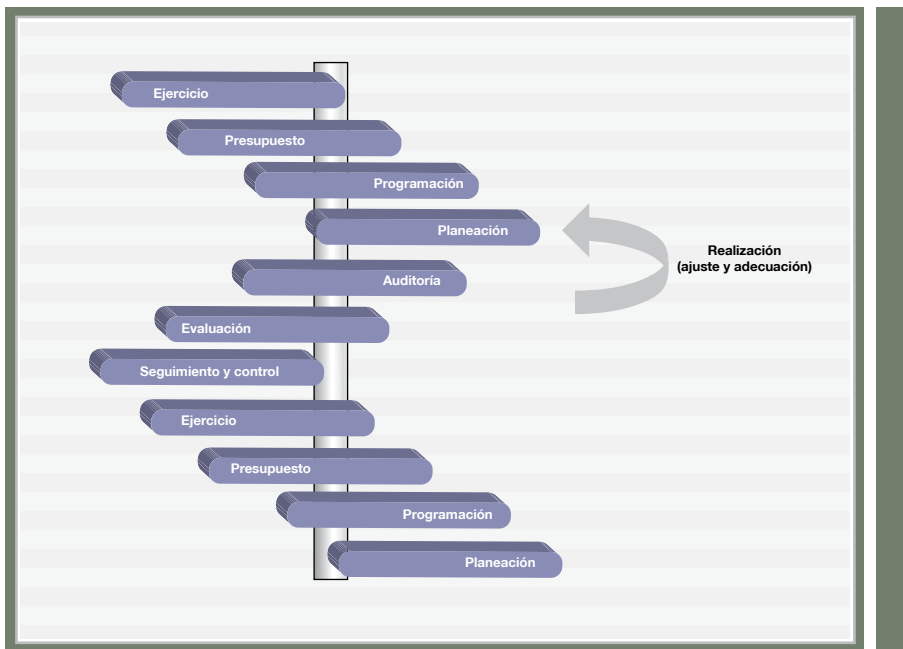 Ejercicio
Presupuesto
Programación
Planeación
Realización
(ajuste y adecuación)
Auditoría
Evaluación
Seguimiento y control
Ejercicio
Presupuesto
Programación
Planeación